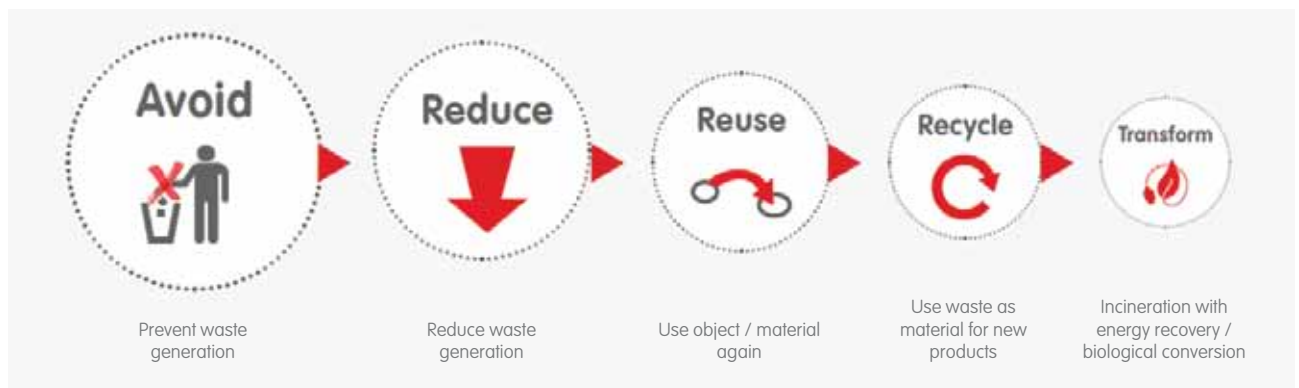 Avoid
Reduce
Reuse
Recycle
Transform
Prevent waste
generation
Reduce waste
generation
Use object / material
again
Use waste as
material for new
products
Incineration with
energy recovery /
biological conversion